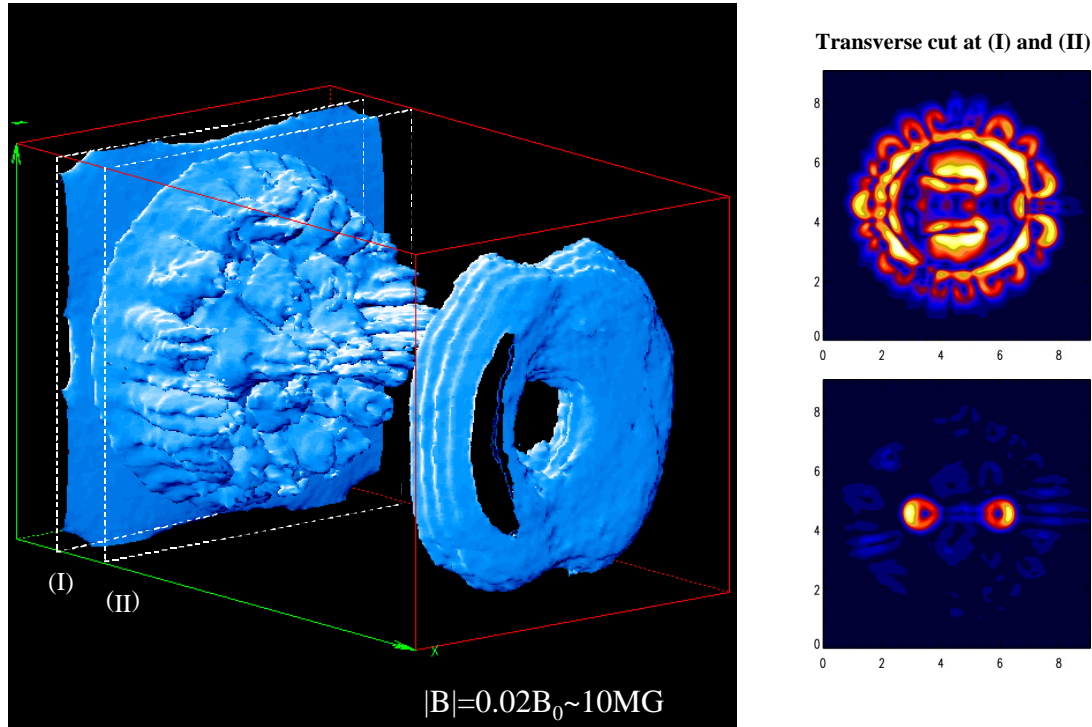 Transverse cut at (I) and (II)
8
6
4
2
0
0 2 4 6 8
8
6
4
2
0
0 2 4 6 8
(I)
(II)
X
|B|=0.02B₀~10MG